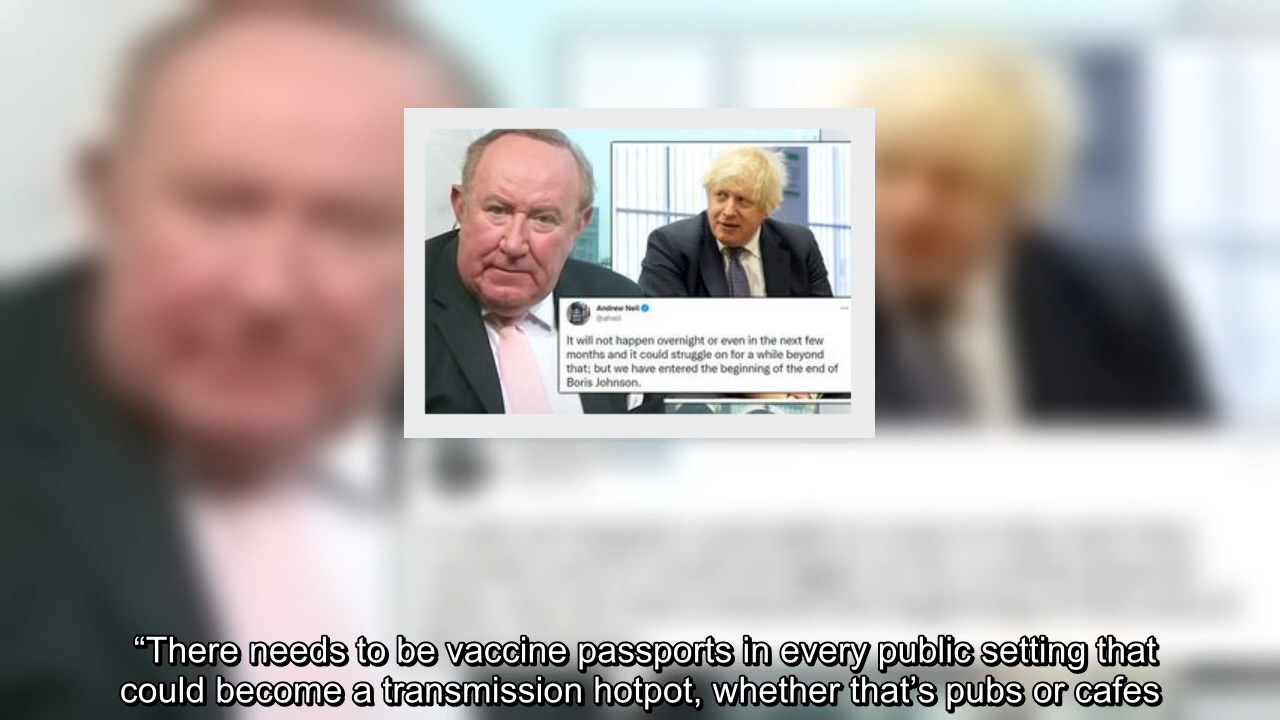 Andrew Neil
@afneil
It will not happen overnight or even in the next few
months and it could struggle on for a while beyond
that; but we have entered the beginning of the end of
Boris Johnson.
“There needs to be vaccine passports in every public setting that
could become a transmission hotpot, whether that’s pubs or cafes